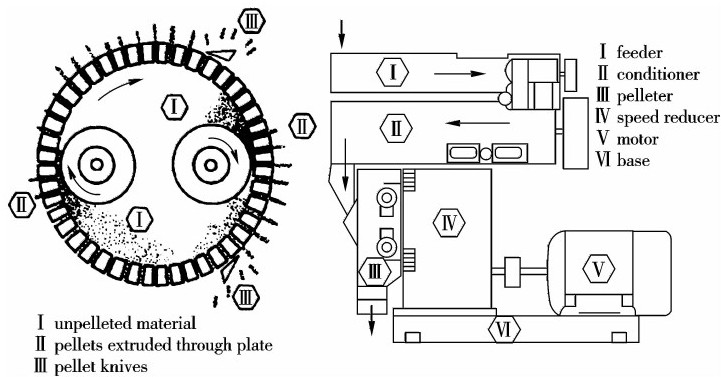 Ⅲ
Ⅰ
Ⅱ
Ⅱ
Ⅰ
Ⅲ
Ⅰ unpelleted material
Ⅱ pellets extruded through plate
Ⅲ pellet knives
Ⅰ
Ⅱ
Ⅳ
Ⅲ
Ⅴ
Ⅵ
Ⅰ feeder
Ⅱ conditioner
Ⅲ pelleter
Ⅳ speed reducer
Ⅴ motor
Ⅵ base